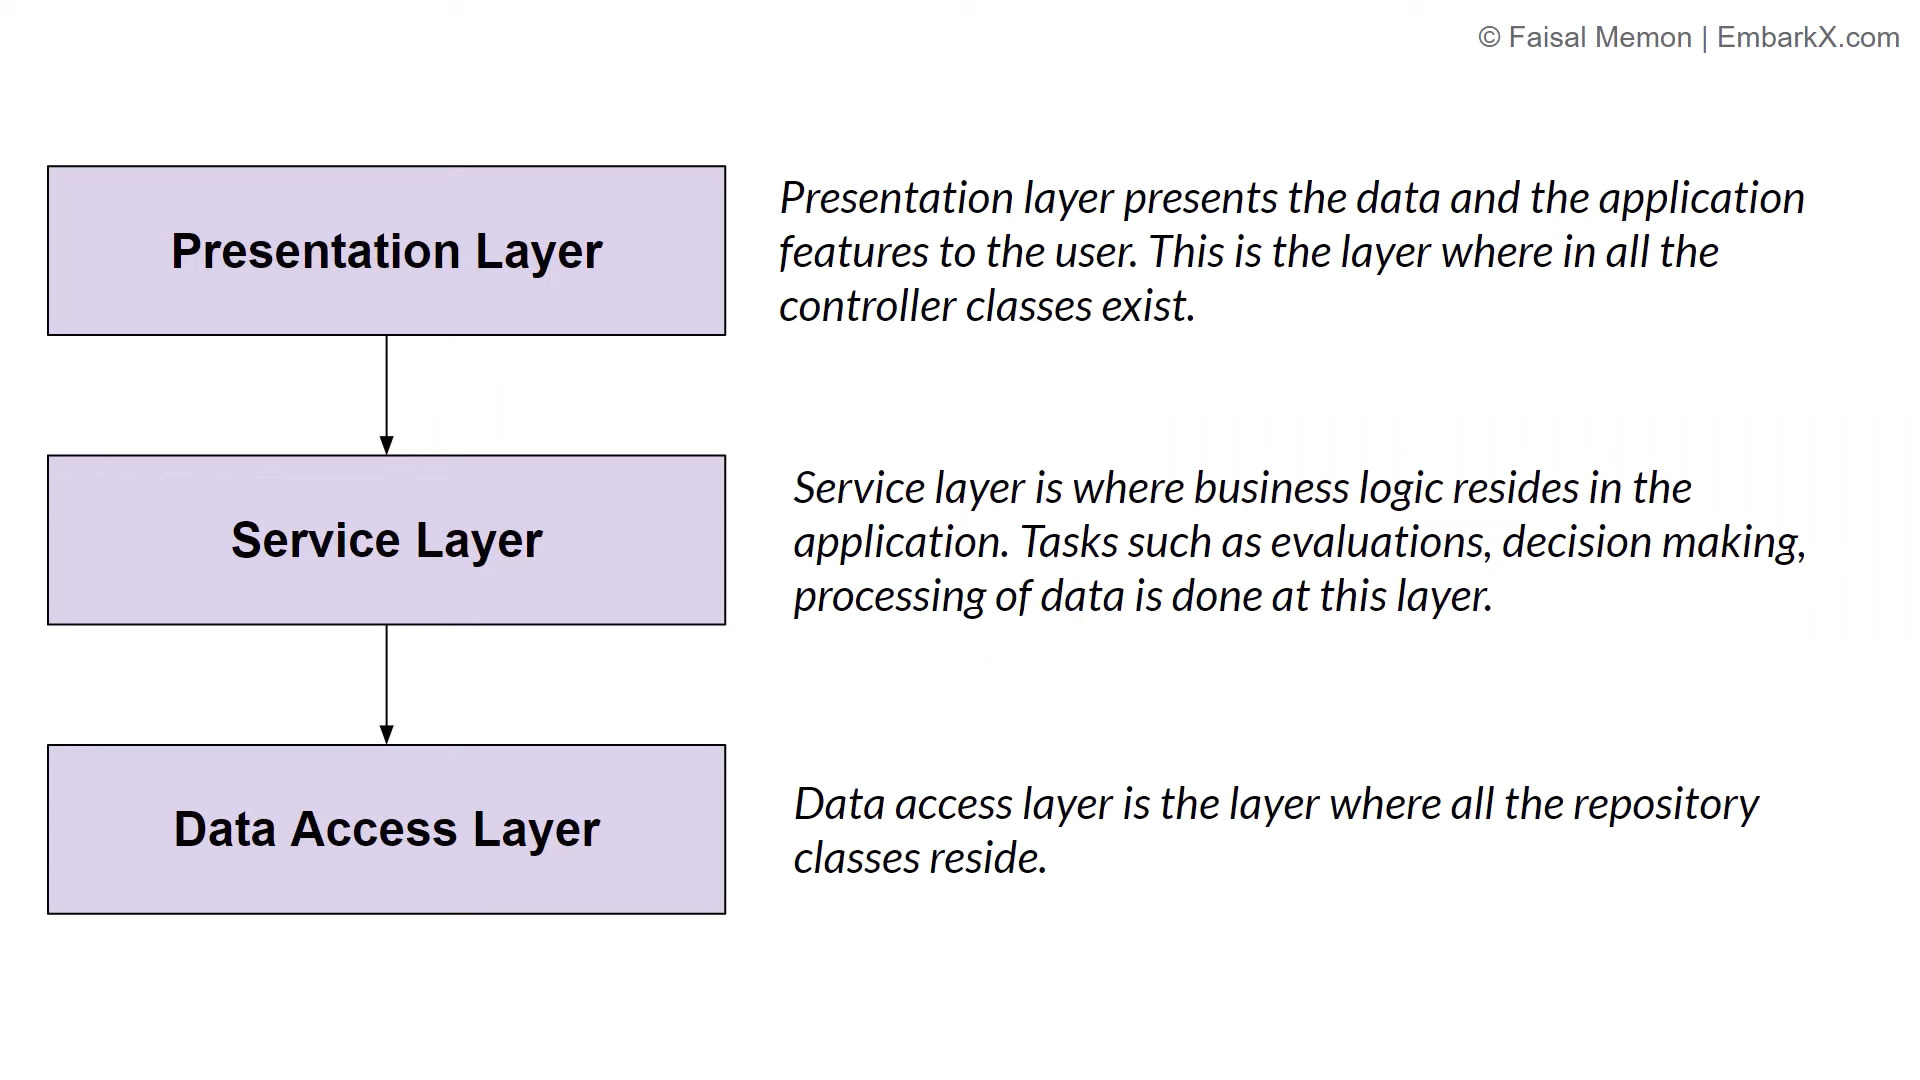 © Faisal Memon | EmbarkX.com
Presentation Layer
Presentation layer presents the data and the application
features to the user. This is the layer where in all the
controller classes exist.
Service Layer
Service layer is where business logic resides in the
application. Tasks such as evaluations, decision making,
processing of data is done at this layer.
Data Access Layer
Data access layer is the layer where all the repository
classes reside.